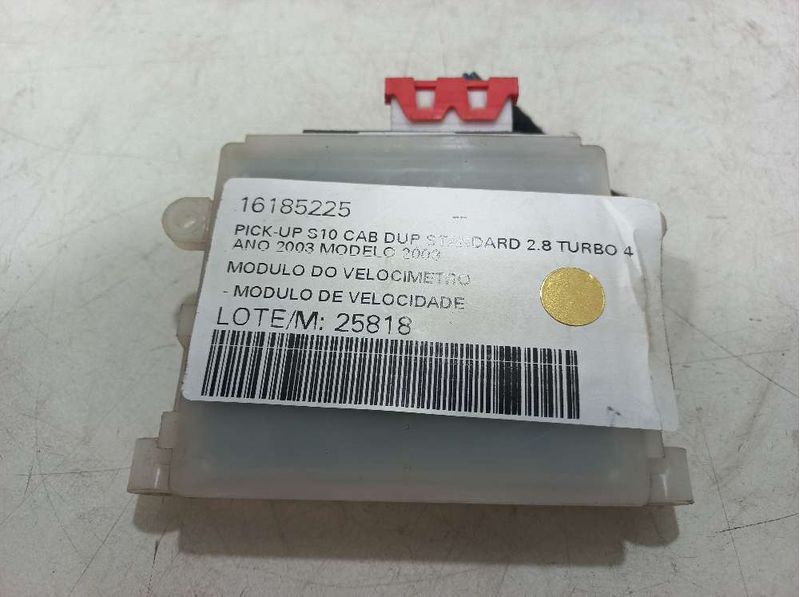 16185225
PICK-UP S10 CAB DUP STANDARD 2.8 TURBO 4
ANO 2003 MODELO 2003
MODULO DO VELOCIMETRO
- MODULO DE VELOCIDADE
LOTE/M: 25818